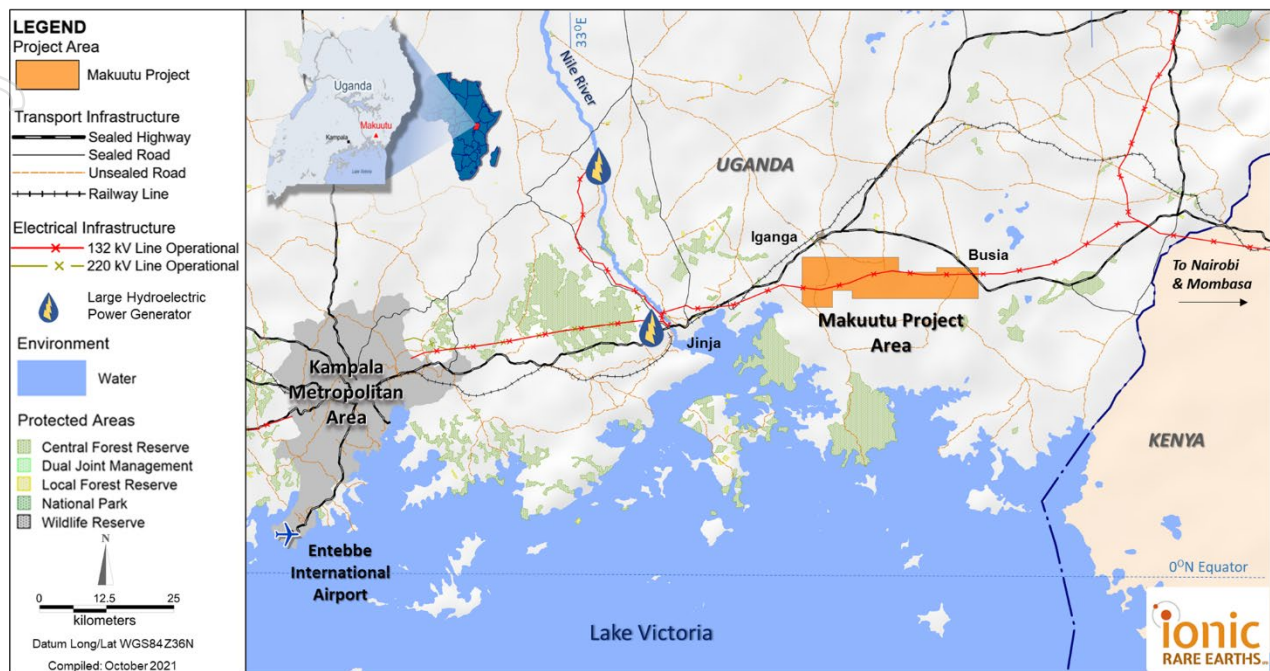 LEGEND
Project Area
Makuutu Project
Transport Infrastructure
Sealed Highway
Sealed Road
Unsealed Road
Railway Line
Electrical Infrastructure
132 kV Line Operational
220 kV Line Operational
Large Hydroelectric
Power Generator
Environment
Water
Protected Areas
Central Forest Reserve
Dual Joint Management
Local Forest Reserve
National Park
Wildlife Reserve
N
0 12.5 25
kilometers
Datum Long/Lat WGS84 Z36N
Compiled: October 2021
Uganda
Kampala
Makuutu
Lake Victoria
33°E
Nile River
UGANDA
Iganga
Busia
To Nairobi
& Mombasa
Makuutu Project
Area
Jinja
Kampala
Metropolitan
Area
KENYA
Entebbe
International
Airport
0°N Equator
Lake Victoria
ionic
RARE EARTHS